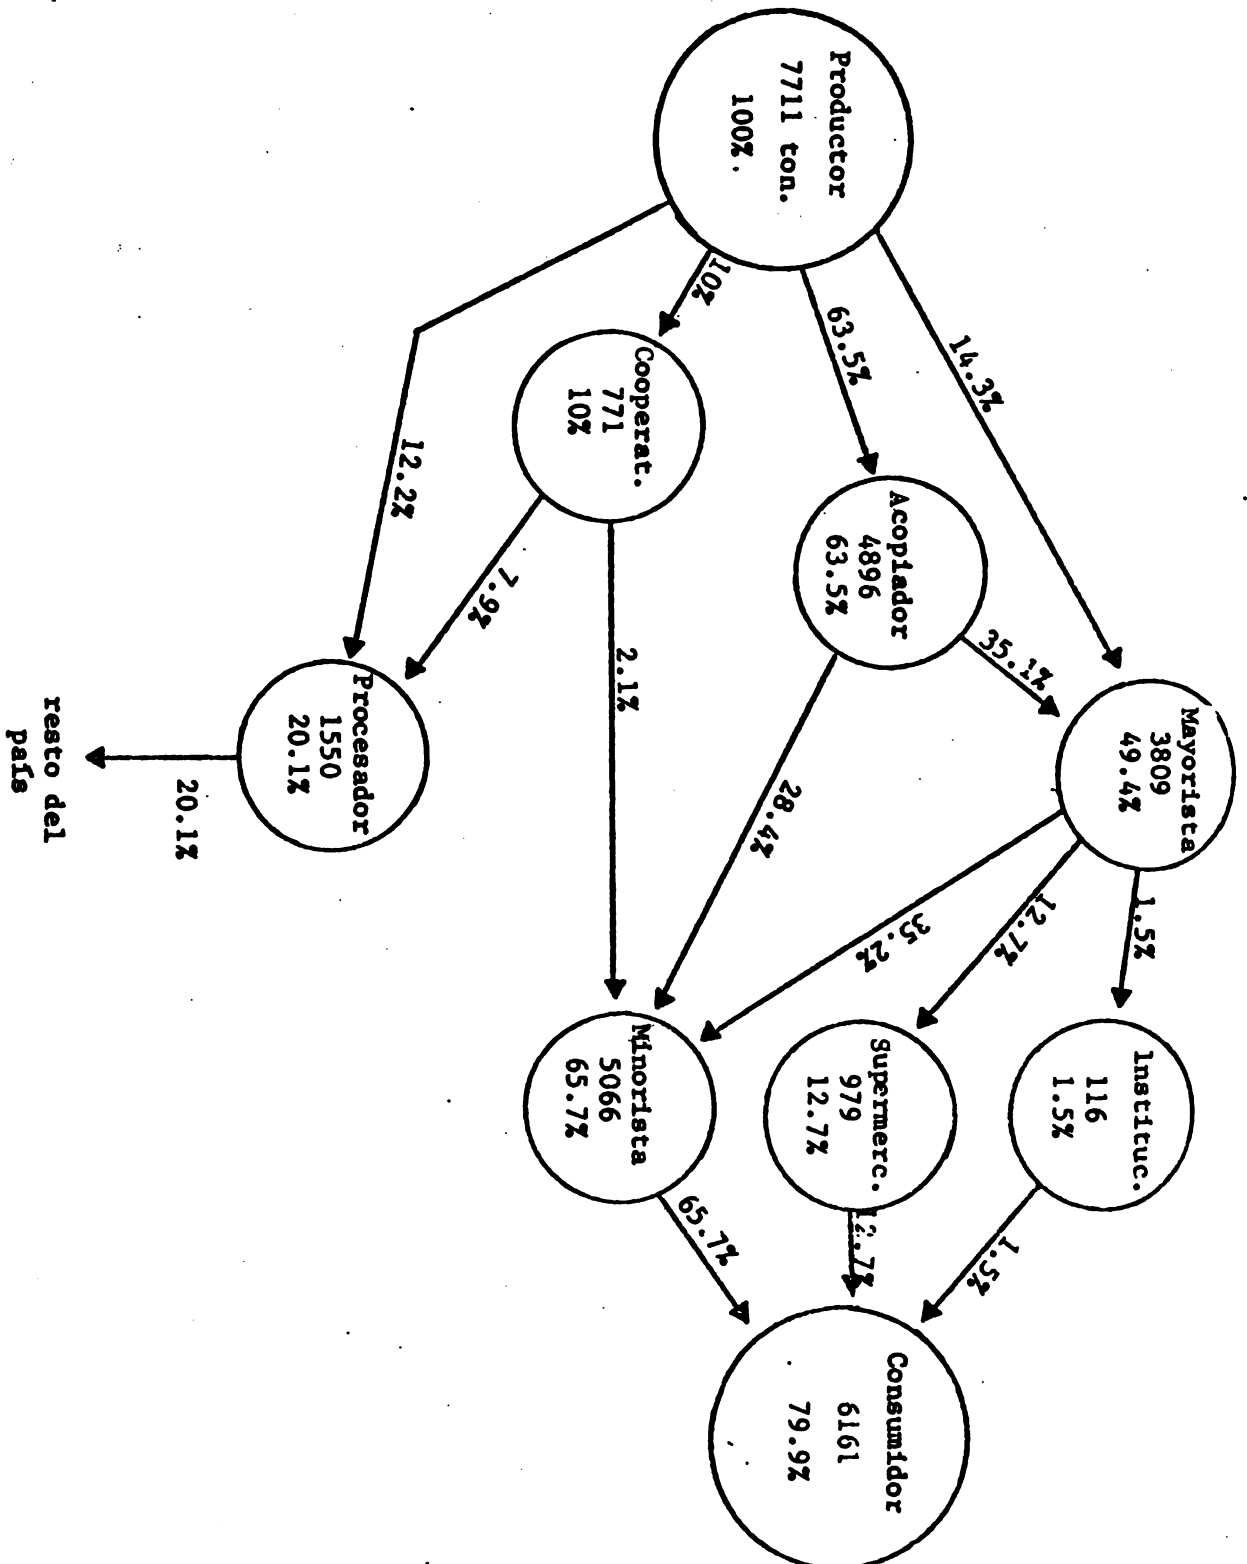 Productor
7711 ton.
100%.
14.3%
63.5%
10%
12.2%
Cooperat.
771
10%
Acopiador
4896
63.5%
35.1%
28.4%
2.1%
7.9%
Mayorista
3809
49.4%
Procesador
1550
20.1%
20.1%
resto del
país
1.5%
12.7%
35.2%
Instituc.
116
1.5%
Supermerc.
979
12.7%
Minorista
5066
65.7%
1.5%
12.7%
65.7%
Consumidor
6161
79.9%